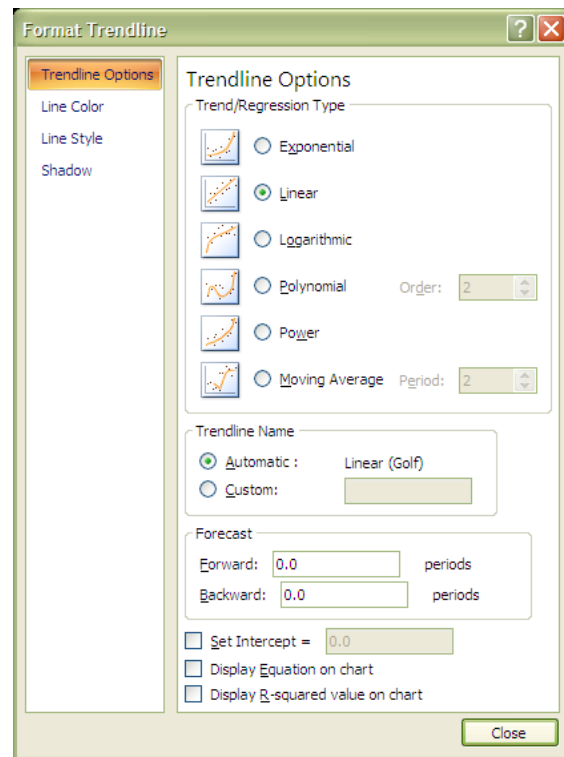 Format Trendline
Trendline Options
Line Color
Line Style
Shadow
Trendline Options
Trend/Regression Type
Exponential
Linear
Logarithmic
Polynomial Order: 2
Power
Moving Average Period: 2
Trendline Name
Automatic : Linear (Golf)
Custom:
Forecast
Forward: 0.0 periods
Backward: 0.0 periods
Set Intercept = 0.0
Display Equation on chart
Display R-squared value on chart
Close